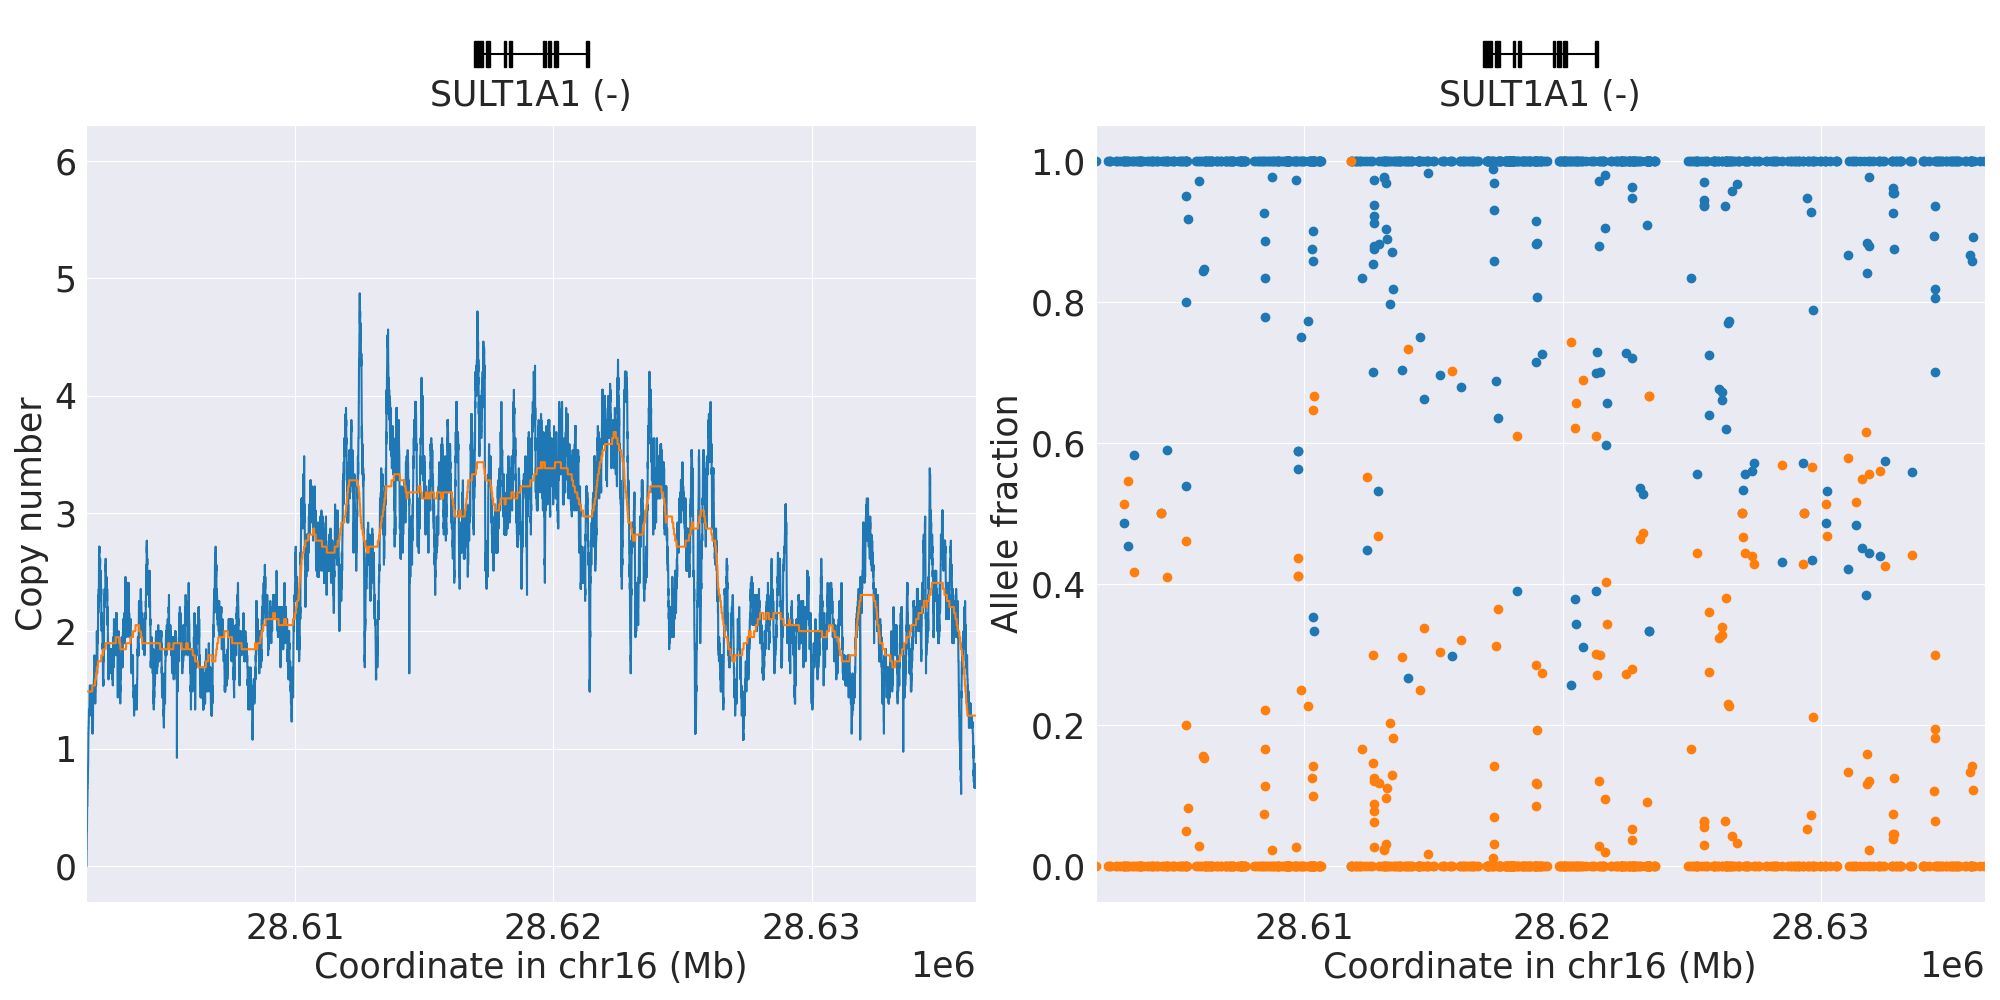 SULT1A1 (-)
6
5
4
3
2
1
0
Copy number
28.61
28.62
28.63
Coordinate in chr16 (Mb)
1e6
SULT1A1 (-)
1.0
0.8
0.6
0.4
0.2
0.0
Allele fraction
28.61
28.62
28.63
Coordinate in chr16 (Mb)
1e6